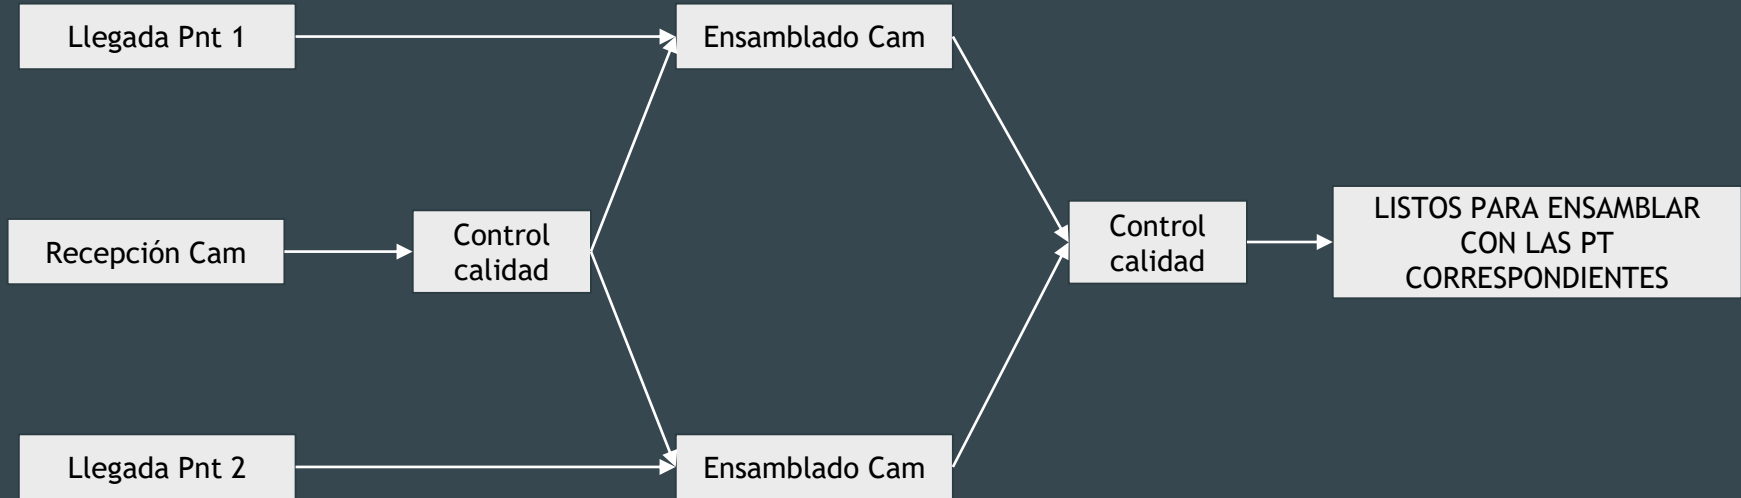 Llegada Pnt 1
Ensamblado Cam
Recepción Cam
Control
calidad
Control
calidad
LISTOS PARA ENSAMBLAR
CON LAS PT
CORRESPONDIENTES
Llegada Pnt 2
Ensamblado Cam